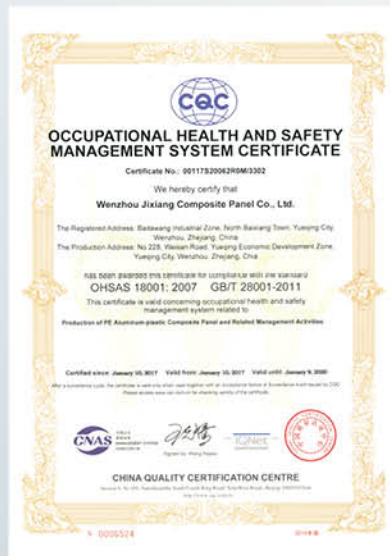 CQC
OCCUPATIONAL HEALTH AND SAFETY
MANAGEMENT SYSTEM CERTIFICATE
Certificate No.: 00117S20062R0M/3302
We hereby certify that
Wenzhou Jixiang Composite Panel Co., Ltd.
The Registered Address: Badawang Industrial Zone, North Baixiang Town, Yueqing City,
Wenzhou, Zhejiang, China
The Production Address: No.228, Weisan Road, Yueqing Economic Development Zone,
Yueqing City, Wenzhou, Zhejiang, China
has been awarded this certificate for compliance with the standard
OHSAS 18001: 2007 GB/T 28001-2011
This certificate is valid concerning occupational health and safety
management system related to
Production of PE Aluminum-plastic Composite Panel and Related Management Activities
Certified since: January 10, 2017 Valid from: January 10, 2017 Valid until: January 9, 2020
CNAS
IQNet
CHINA QUALITY CERTIFICATION CENTRE
0006524